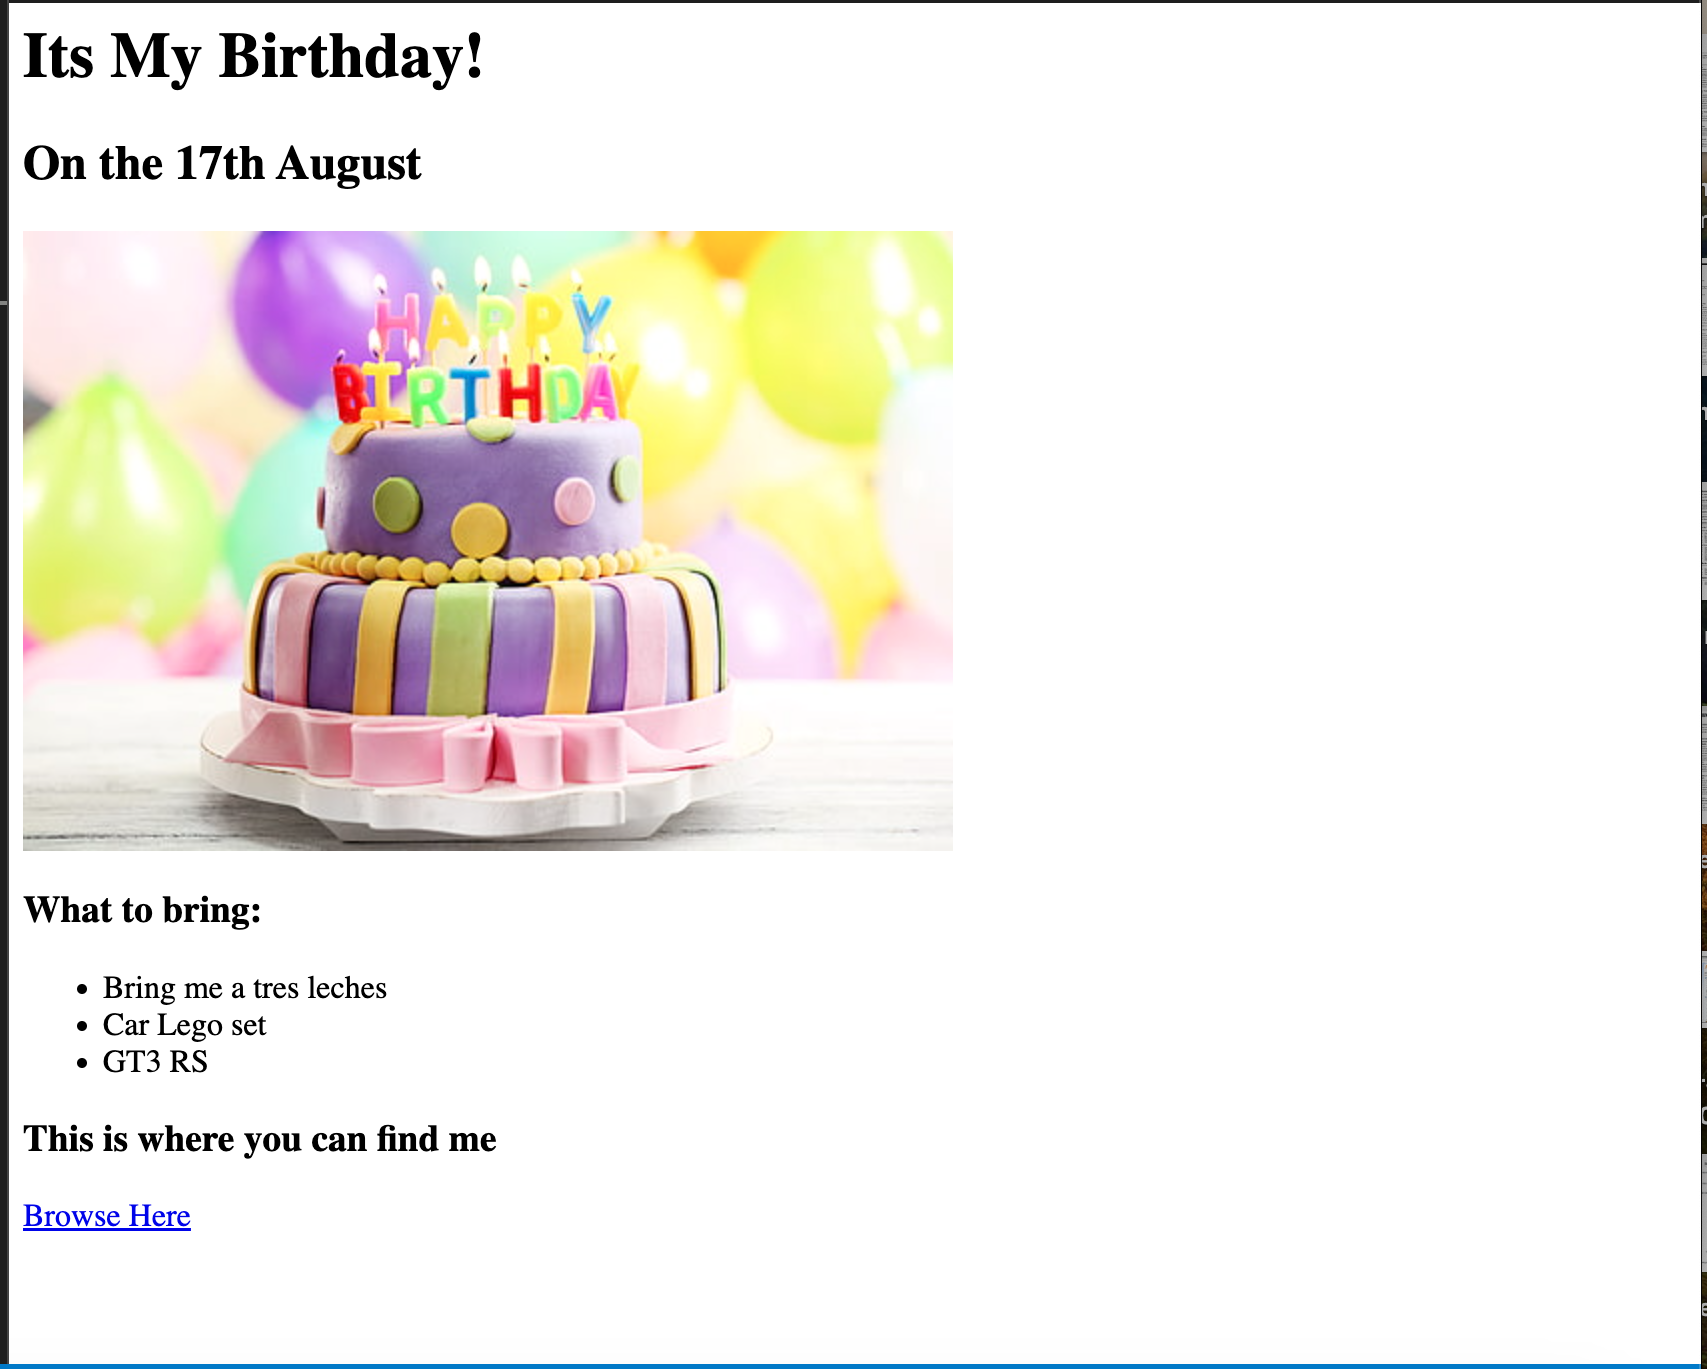 Its My Birthday!
On the 17th August
HAPPY
BIRTHDAY
What to bring:
Bring me a tres leches
Car Lego set
GT3 RS
This is where you can find me
Browse Here